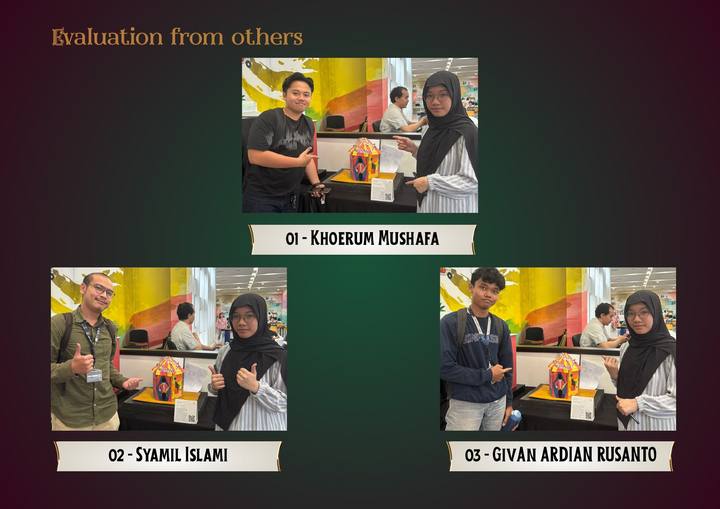 Evaluation from others
01 - Khoerum Mushafa
02 - Syamil Islami
03 - GIVAN ARDIAN RUSANTO